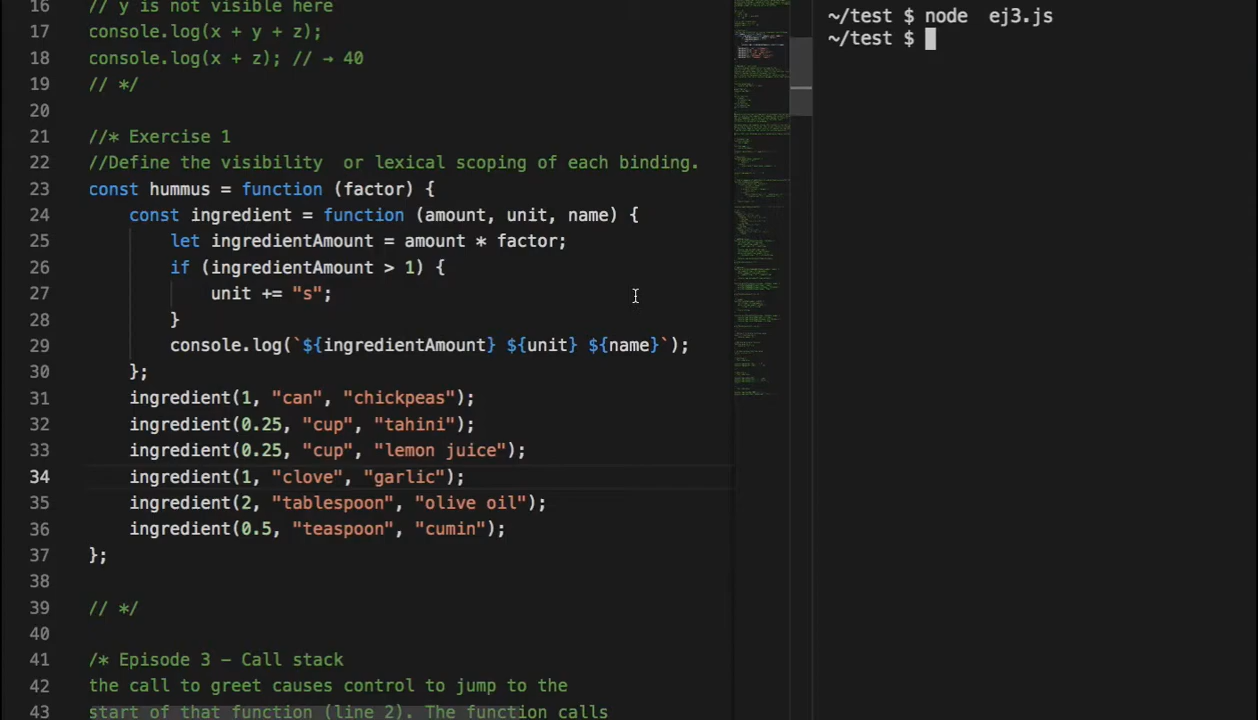 16 // y is not visible here
17 console.log(x + y + z);
18 console.log(x + z); // → 40
19 // */
20
21 //* Exercise 1
22 //Define the visibility  or lexical scoping of each binding.
23 const hummus = function (factor) {
24     const ingredient = function (amount, unit, name) {
25         let ingredientAmount = amount * factor;
26         if (ingredientAmount > 1) {
27             unit += "s";
28         }
29         console.log(`${ingredientAmount} ${unit} ${name}`);
30     };
31     ingredient(1, "can", "chickpeas");
32     ingredient(0.25, "cup", "tahini");
33     ingredient(0.25, "cup", "lemon juice");
34     ingredient(1, "clove", "garlic");
35     ingredient(2, "tablespoon", "olive oil");
36     ingredient(0.5, "teaspoon", "cumin");
37 };
38
39 // */
40
41 /* Episode 3 – Call stack
42 the call to greet causes control to jump to the
43 start of that function (line 2). The function calls
~/test $ node  ej3.js
~/test $